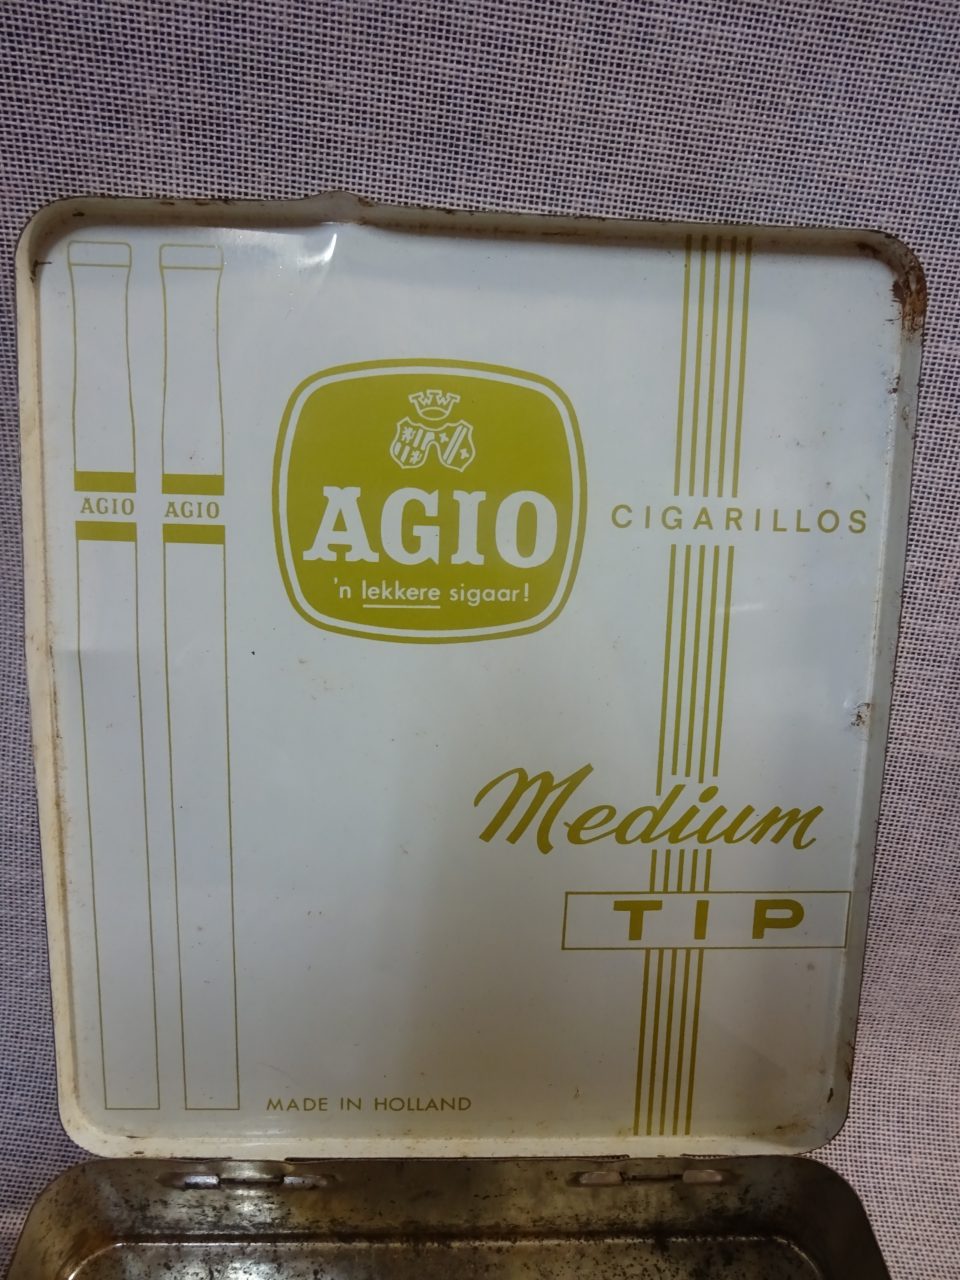 AGIO AGIO
AGIO
'n lekkere sigaar!
CIGARILLOS
Medium
TIP
MADE IN HOLLAND